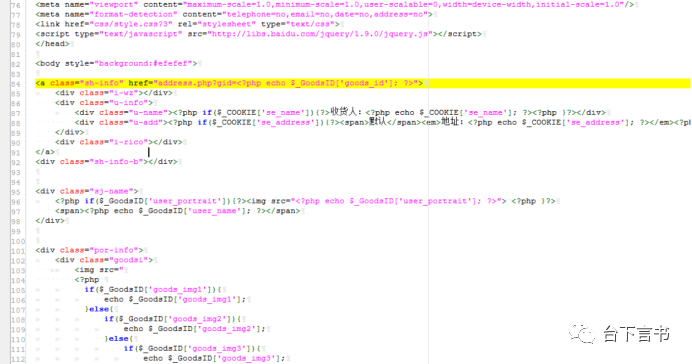 76 <meta name="viewport" content="maximum-scale=1.0,minimum-scale=1.0,user-scalable=0,width=device-width,initial-scale=1.0"/>
77 <meta name="format-detection" content="telephone=no,email=no,date=no,address=no">
78 <link href="css/style.css?3" rel="stylesheet" type="text/css">
79 <script type="text/javascript" src="http://libs.baidu.com/jquery/1.9.0/jquery.js"></script>
80 </head>
81
82 <body style="background:#efefef">
83
84 <a class="sh-info" href="address.php?gid=<?php echo $_GoodsID['goods_id']; ?>">
85 <div class="i-wz"></div>
86 <div class="u-info">
87 <div class="u-name"><?php if($_COOKIE['se_name']){?>收货人：<?php echo $_COOKIE['se_name']; ?><?php }?></div>
88 <div class="u-add"><?php if($_COOKIE['se_address']){?><span>默认</span><em>地址：<?php echo $_COOKIE['se_address']; ?></em><?p
89 </div>
90 <div class="i-rico"></div>
91 </a>
92 <div class="sh-info-b"></div>
93
94
95 <div class="sj-name">
96 <?php if($_GoodsID['user_portrait']){?><img src="<?php echo $_GoodsID['user_portrait']; ?>"> <?php }?>
97 <span><?php echo $_GoodsID['user_name']; ?></span>
98 </div>
99
100
101 <div class="por-info">
102 <div class="goodsi">
103 <img src="
104 <?php
105 if($_GoodsID['goods_img1']){
106 echo $_GoodsID['goods_img1'];
107 }else{
108 if($_GoodsID['goods_img2']){
109 echo $_GoodsID['goods_img2'];
110 }else{
111 if($_GoodsID['goods_img3']){
112 echo $_GoodsID['goods_img3'];
台下言书